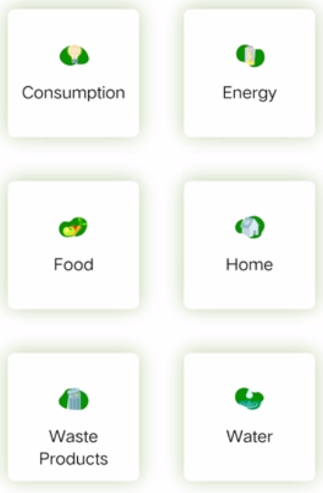 Consumption
Energy
Food
Home
Waste
Products
Water